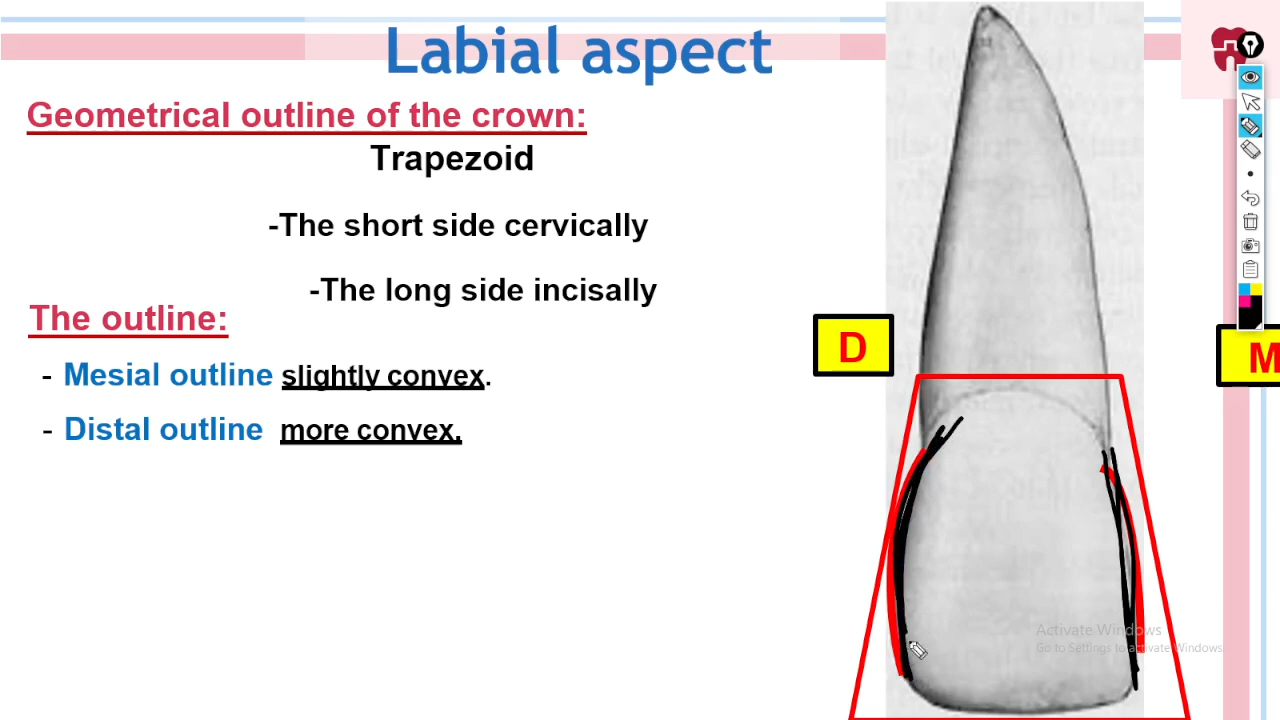 Labial aspect
Geometrical outline of the crown:
Trapezoid
-The short side cervically
-The long side incisally
The outline:
- Mesial outline slightly convex.
- Distal outline more convex.
D
M
Activate Windows
Go to Settings to activate Windows.